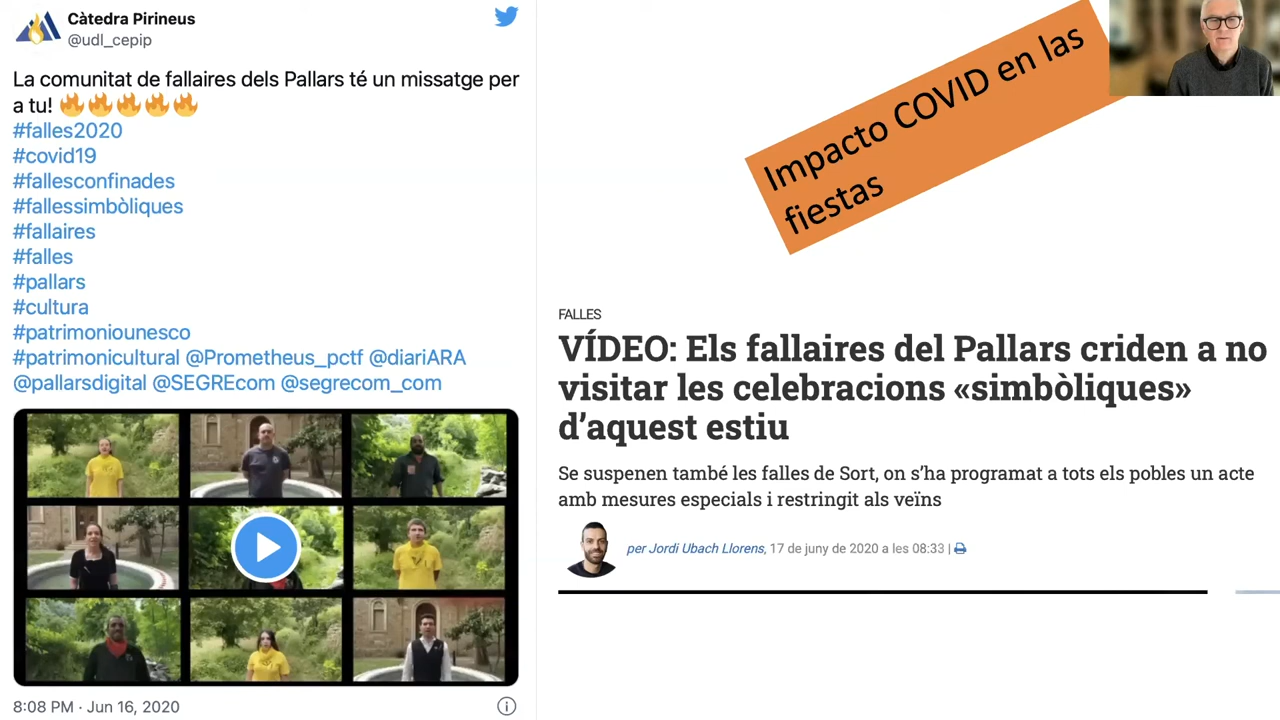 Càtedra Pirineus
@udl_cepip
La comunitat de fallaires dels Pallars té un missatge per
a tu! 🔥🔥🔥🔥🔥
#falles2020
#covid19
#fallesconfinades
#fallessimbòliques
#fallaires
#falles
#pallars
#cultura
#patrimoniounesco
#patrimonicultural @Prometheus_pctf @diariARA
@pallarsdigital @SEGREcom @segrecom_com
8:08 PM · Jun 16, 2020
Impacto COVID en las
fiestas
FALLES
VÍDEO: Els fallaires del Pallars criden a no
visitar les celebracions «simbòliques»
d’aquest estiu
Se suspenen també les falles de Sort, on s’ha programat a tots els pobles un acte
amb mesures especials i restringit als veïns
per Jordi Ubach Llorens, 17 de juny de 2020 a les 08:33 |